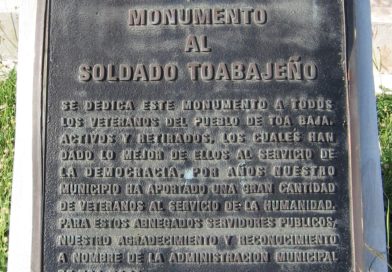 MONUMENTO
AL
SOLDADO TOABAJEÑO
SE DEDICA ESTE MONUMENTO A TODOS
LOS VETERANOS DEL PUEBLO DE TOA BAJA.
ACTIVOS Y RETIRADOS, LOS CUALES HAN
DADO LO MEJOR DE ELLOS AL SERVICIO DE
LA DEMOCRACIA. POR AÑOS NUESTRO
MUNICIPIO HA APORTADO UNA GRAN CANTIDAD
DE VETERANOS AL SERVICIO DE LA HUMANIDAD.
PARA ESTOS ABNEGADOS SERVIDORES PUBLICOS,
NUESTRO AGRADECIMIENTO Y RECONOCIMIENTO
A NOMBRE DE LA ADMINISTRACION MUNICIPAL